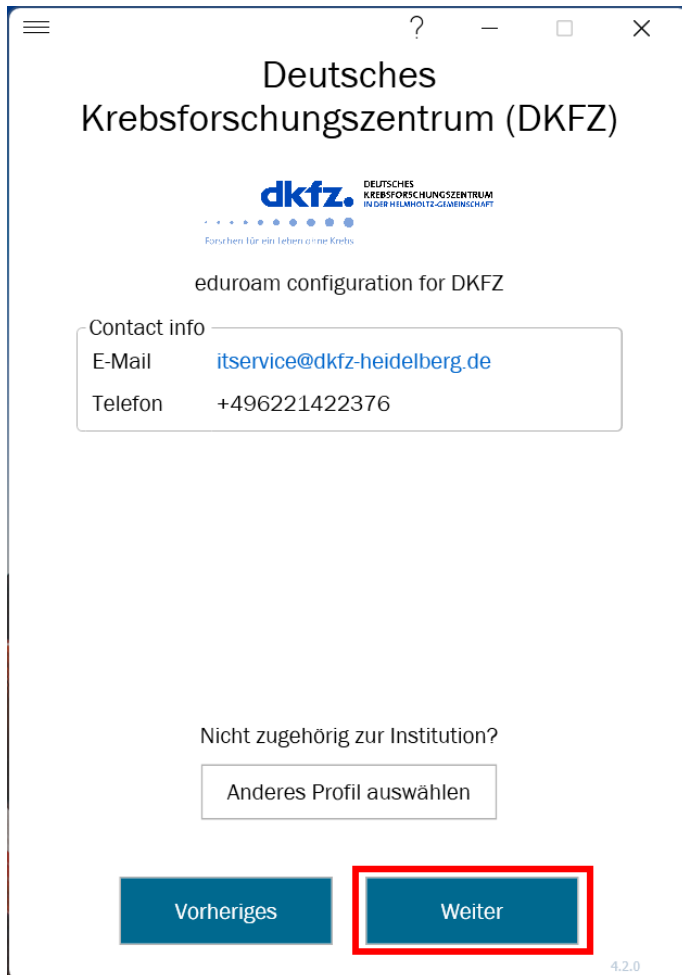 ?
Deutsches
Krebsforschungszentrum (DKFZ)
dkfz.
DEUTSCHES
KREBSFORSCHUNGSZENTRUM
IN DER HELMHOLTZ-GEMEINSCHAFT
Forschen für ein Leben ohne Krebs
eduroam configuration for DKFZ
Contact info
E-Mail itservice@dkfz-heidelberg.de
Telefon +496221422376
Nicht zugehörig zur Institution?
Anderes Profil auswählen
Vorheriges Weiter
4.2.0